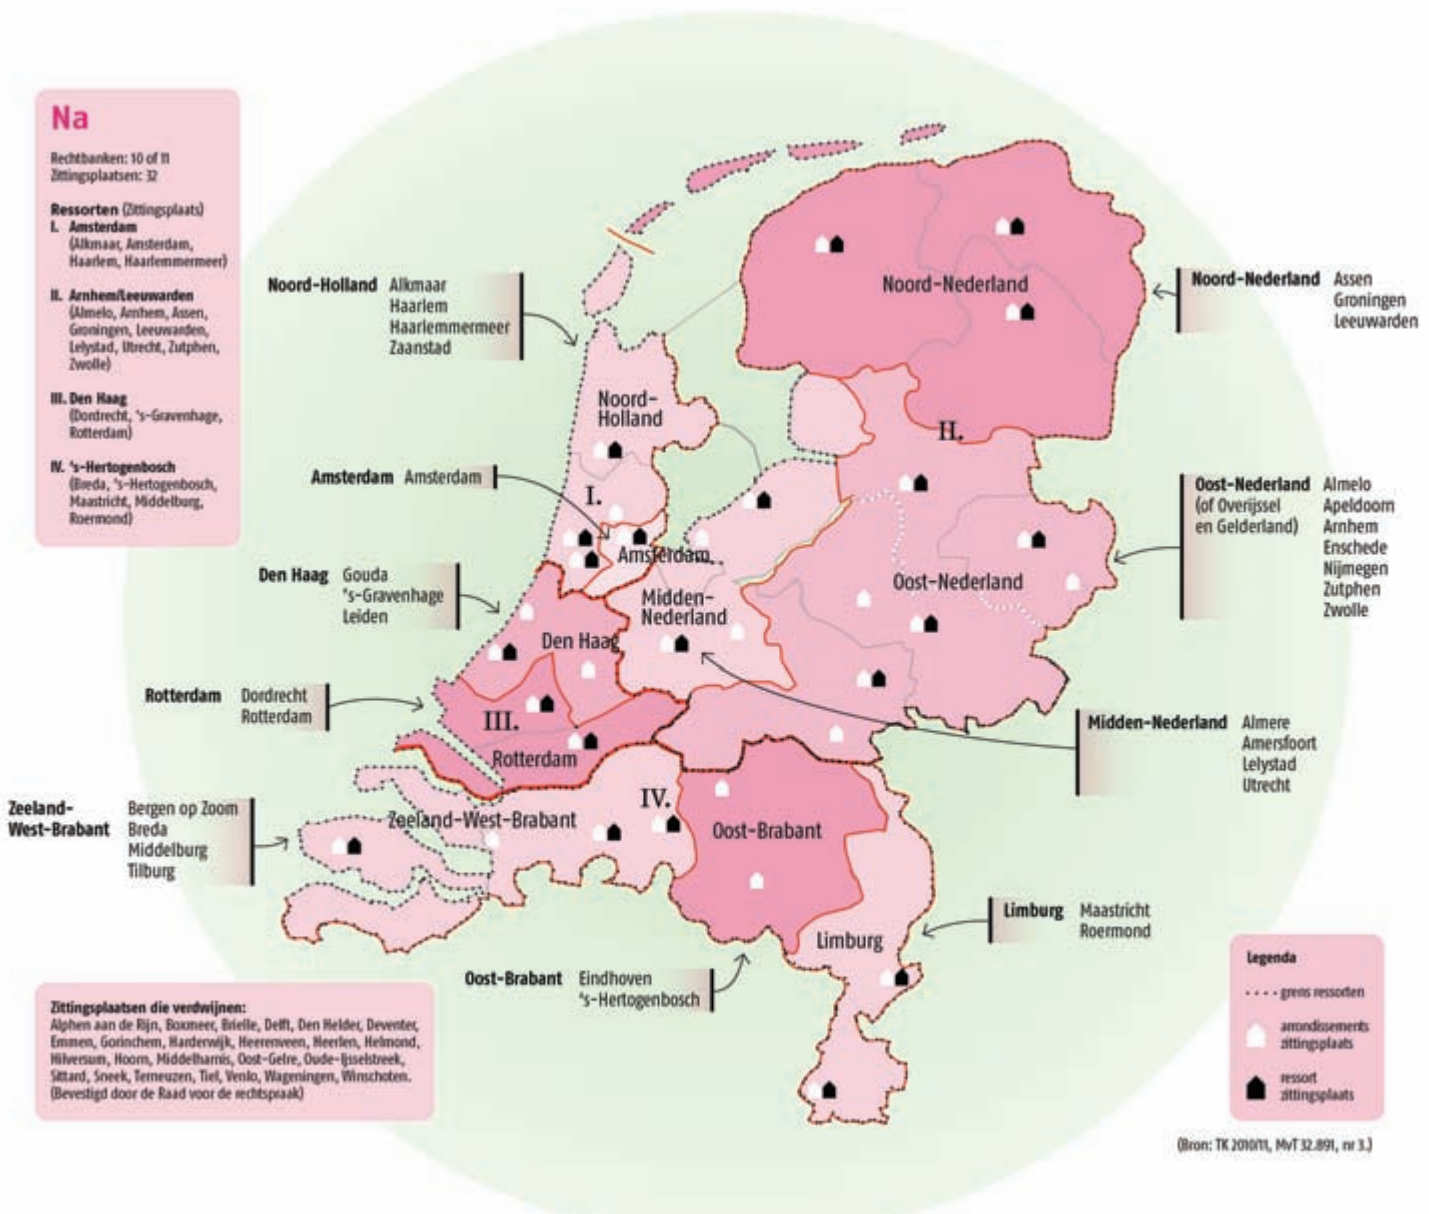 Na
Rechtbanken: 10 of 11
Zittingsplaatsen: 32
Ressorten (Zittingsplaats)
I. Amsterdam
(Alkmaar, Amsterdam,
Haarlem, Haarlemmermeer)
II. Arnhem/Leeuwarden
(Almelo, Arnhem, Assen,
Groningen, Leeuwarden,
Lelystad, Utrecht, Zutphen,
Zwolle)
III. Den Haag
(Dordrecht, 's-Gravenhage,
Rotterdam)
IV. 's-Hertogenbosch
(Breda, 's-Hertogenbosch,
Maastricht, Middelburg,
Roermond)
Noord-Holland Alkmaar
Haarlem
Haarlemmermeer
Zaanstad
Amsterdam Amsterdam
Den Haag Gouda
's-Gravenhage
Leiden
Rotterdam Dordrecht
Rotterdam
Zeeland-
West-Brabant
Bergen op Zoom
Breda
Middelburg
Tilburg
Noord-Nederland
Noord-
Holland
II.
I.
Amsterdam
Oost-Nederland
Midden-
Nederland
Den Haag
III.
Rotterdam
IV.
Zeeland-West-Brabant
Oost-Brabant
Limburg
Noord-Nederland Assen
Groningen
Leeuwarden
Oost-Nederland
(of Overijssel
en Gelderland)
Almelo
Apeldoorn
Arnhem
Enschede
Nijmegen
Zutphen
Zwolle
Midden-Nederland Almere
Amersfoort
Lelystad
Utrecht
Limburg Maastricht
Roermond
Oost-Brabant Eindhoven
's-Hertogenbosch
Zittingsplaatsen die verdwijnen:
Alphen aan de Rijn, Boxmeer, Brielle, Delft, Den Helder, Deventer,
Emmen, Gorinchem, Harderwijk, Heerenveen, Heerlen, Helmond,
Hilversum, Hoorn, Middelharnis, Oost-Gelre, Oude-Ijsselstreek,
Sittard, Sneek, Terneuzen, Tiel, Venlo, Wageningen, Winschoten.
(Bevestigd door de Raad voor de rechtspraak)
Legenda
grens ressorten
arrondissements
zittingsplaats
ressort
zittingsplaats
(Bron: TK 2010/11, MvT 32.891, nr 3.)